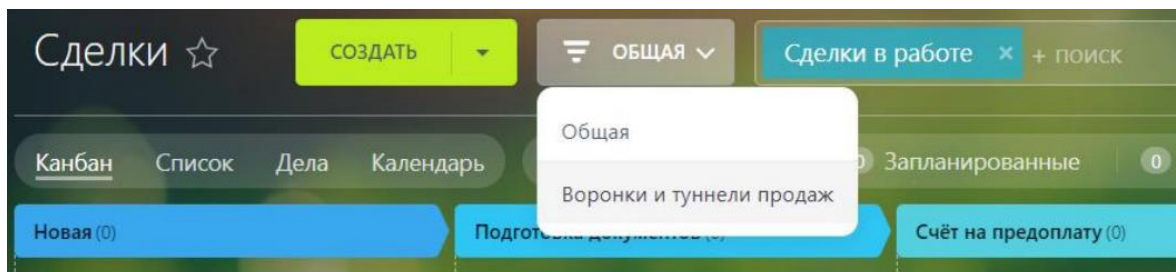 Сделки
СОЗДАТЬ
ОБЩАЯ
Сделки в работе × + поиск
Общая
Воронки и туннели продаж
Канбан Список Дела Календарь
Запланированные 0
Новая (0)
Счёт на предоплату (0)